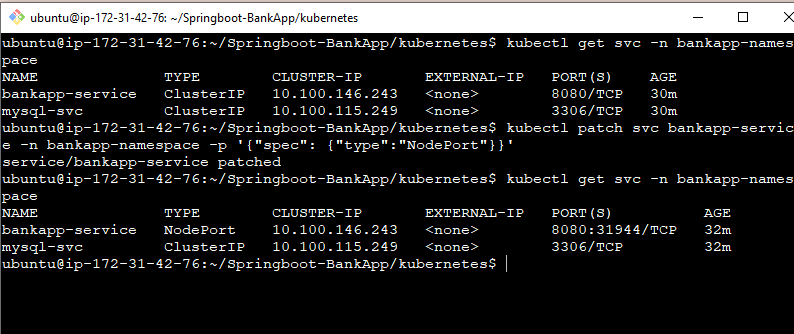 ubuntu@ip-172-31-42-76: ~/Springboot-BankApp/kubernetes
ubuntu@ip-172-31-42-76:~/Springboot-BankApp/kubernetes$ kubectl get svc -n bankapp-names
pace
NAME TYPE CLUSTER-IP EXTERNAL-IP PORT(S) AGE
bankapp-service ClusterIP 10.100.146.243 <none> 8080/TCP 30m
mysql-svc ClusterIP 10.100.115.249 <none> 3306/TCP 30m
ubuntu@ip-172-31-42-76:~/Springboot-BankApp/kubernetes$ kubectl patch svc bankapp-servic
e -n bankapp-namespace -p '{"spec": {"type":"NodePort"}}'
service/bankapp-service patched
ubuntu@ip-172-31-42-76:~/Springboot-BankApp/kubernetes$ kubectl get svc -n bankapp-names
pace
NAME TYPE CLUSTER-IP EXTERNAL-IP PORT(S) AGE
bankapp-service NodePort 10.100.146.243 <none> 8080:31944/TCP 32m
mysql-svc ClusterIP 10.100.115.249 <none> 3306/TCP 32m
ubuntu@ip-172-31-42-76:~/Springboot-BankApp/kubernetes$